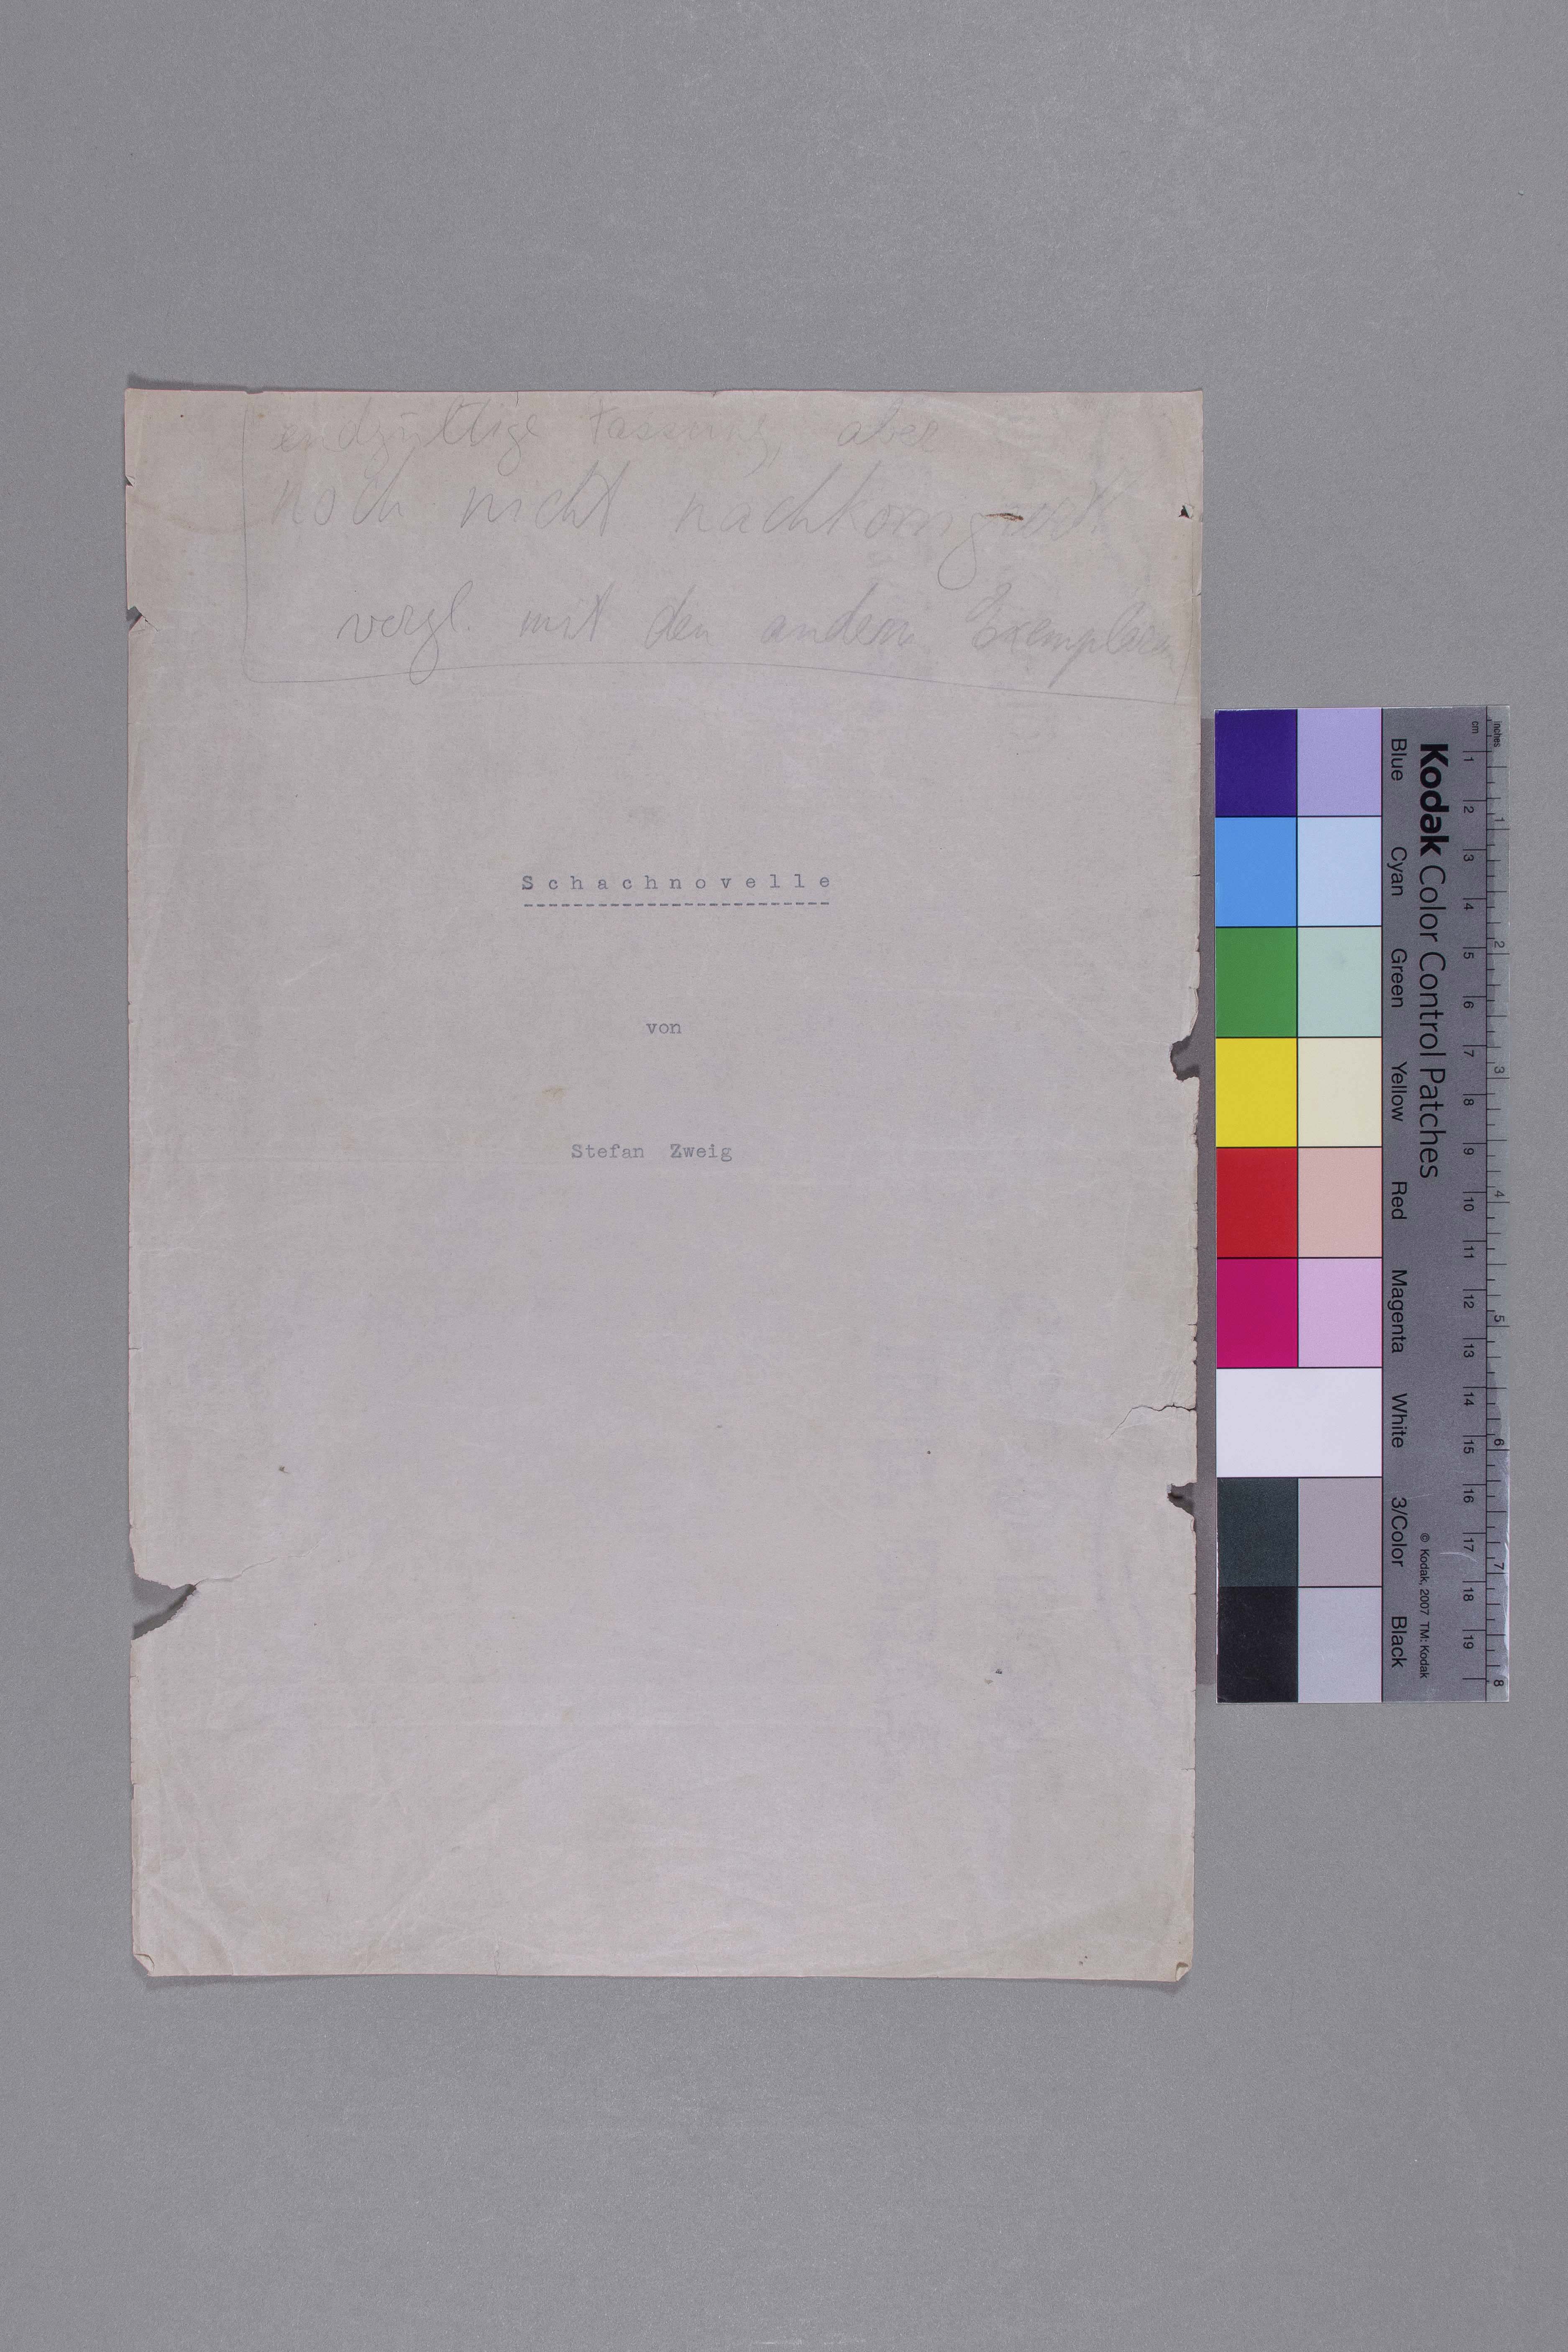 endgültige Fassung, aber
noch nicht nachkorrigiert
vergl. mit den andern Exemplaren
Schachnovelle
von
Stefan Zweig
inches
cm
1 2 3 4 5 6 7 8 9 10 11 12 13 14 15 16 17 18 19
1 2 3 4 5 6 7 8
Kodak Color Control Patches
© Kodak, 2007 TM: Kodak
Blue Cyan Green Yellow Red Magenta White 3/Color Black